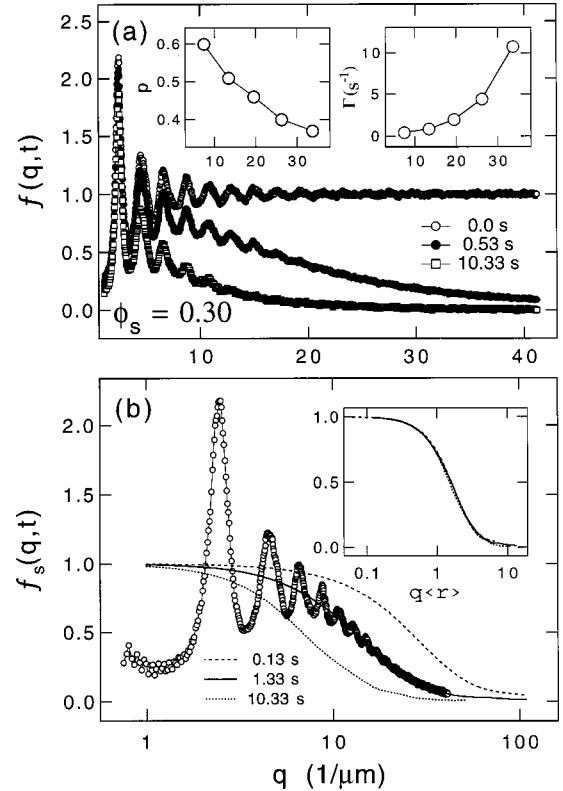 (a)
2.5
2.0
1.5
1.0
0.5
0.0
f(q,t)
0.6
0.4
p
10 20 30
10
5
0
Γ(s⁻¹)
10 20 30
0.0 s
0.53 s
10.33 s
ϕs = 0.30
10 20 30 40
(b)
2.0
1.5
1.0
0.5
0.0
fs(q,t)
1.0
0.5
0.0
0.1 1 10
q<r>
0.13 s
1.33 s
10.33 s
1 10 100
q (1/μm)